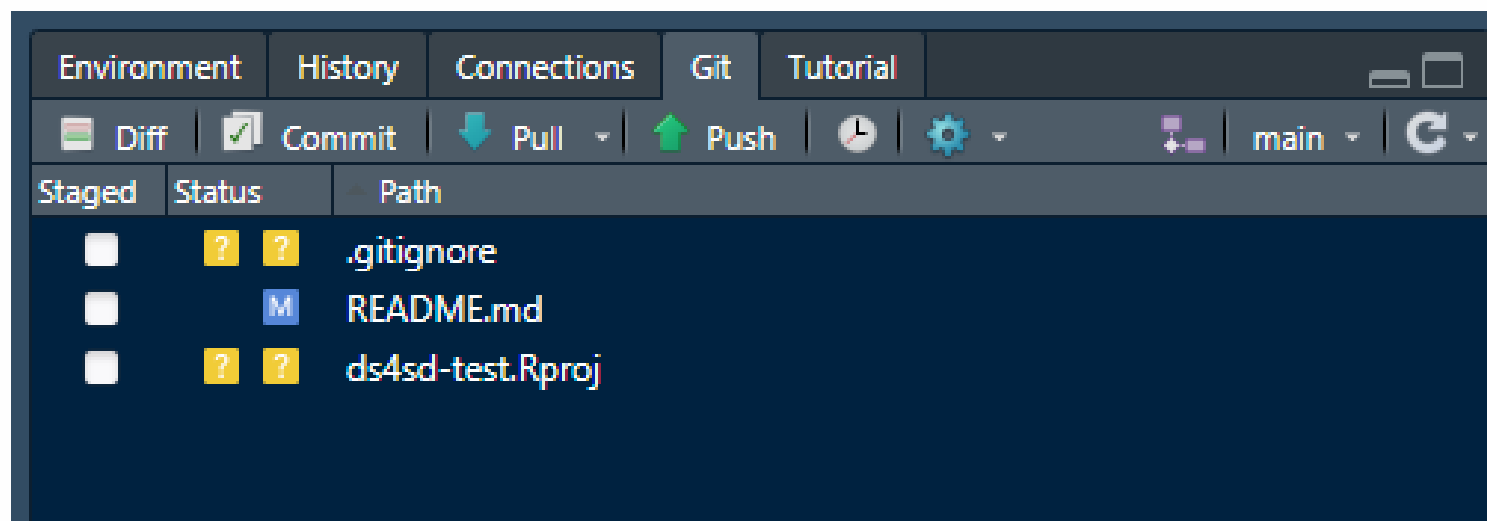 Environment History Connections Git Tutorial
Diff Commit Pull Push main
Staged Status Path
? ? .gitignore
M README.md
? ? ds4sd-test.Rproj